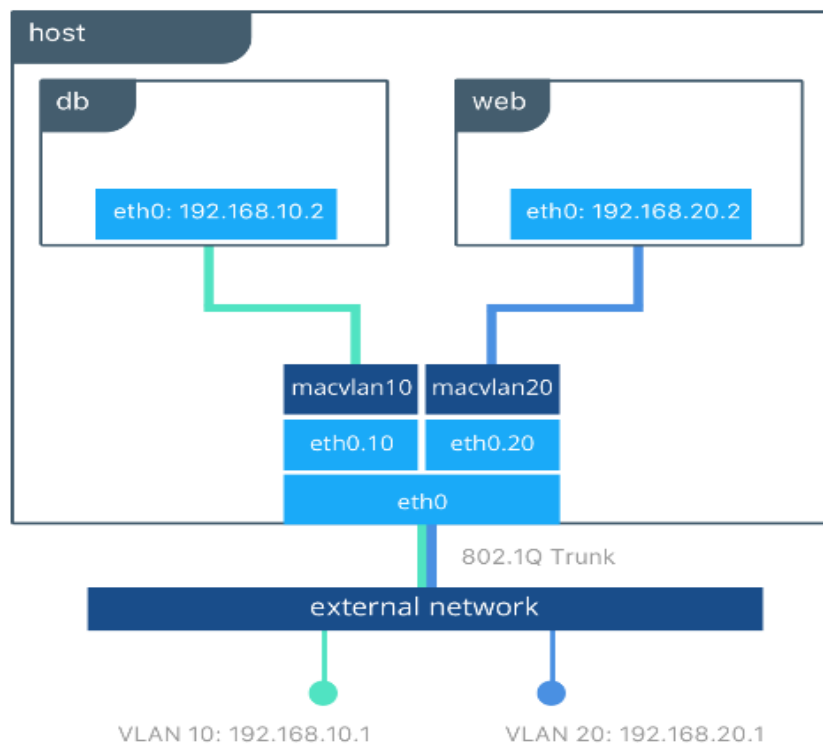 host
db
web
eth0: 192.168.10.2
eth0: 192.168.20.2
macvlan10
macvlan20
eth0.10
eth0.20
eth0
802.1Q Trunk
external network
VLAN 10: 192.168.10.1
VLAN 20: 192.168.20.1